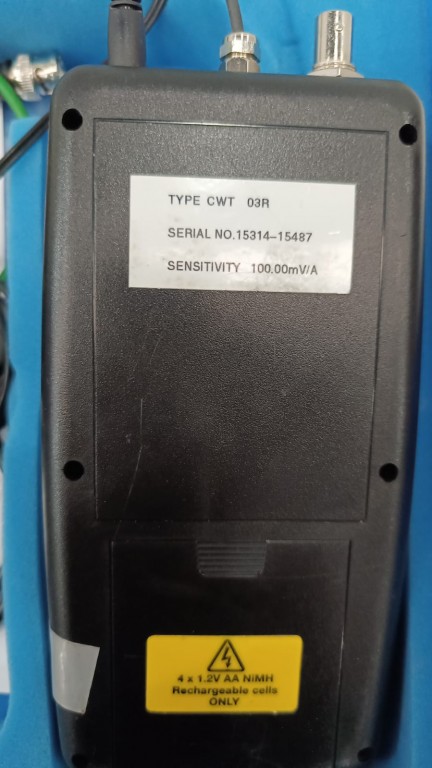 TYPE CWT 03R
SERIAL NO.15314-15487
SENSITIVITY 100.00mV/A
4 x 1.2V AA NiMH
Rechargeable cells
ONLY